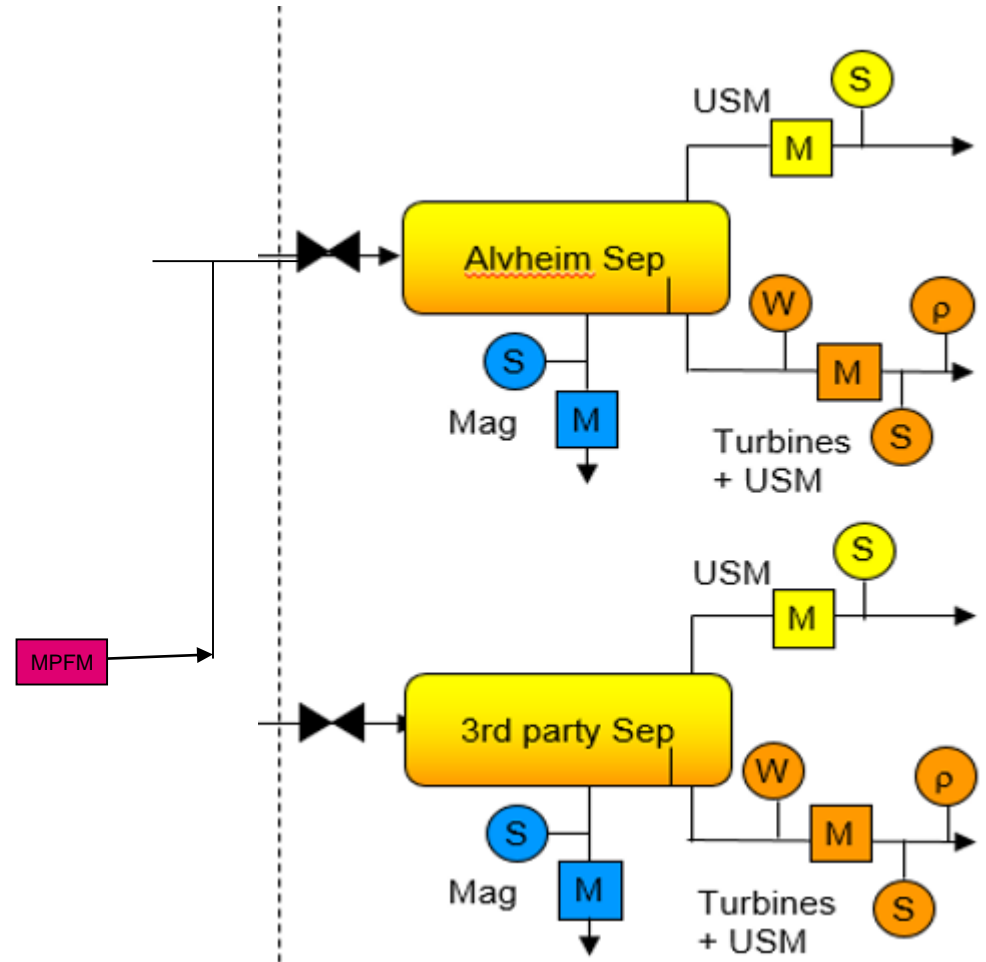 S
USM
M
Alvheim Sep
W
ρ
S
M
Mag
M
Turbines
+ USM
S
S
USM
M
MPFM
3rd party Sep
W
ρ
S
M
Mag
M
Turbines
+ USM
S